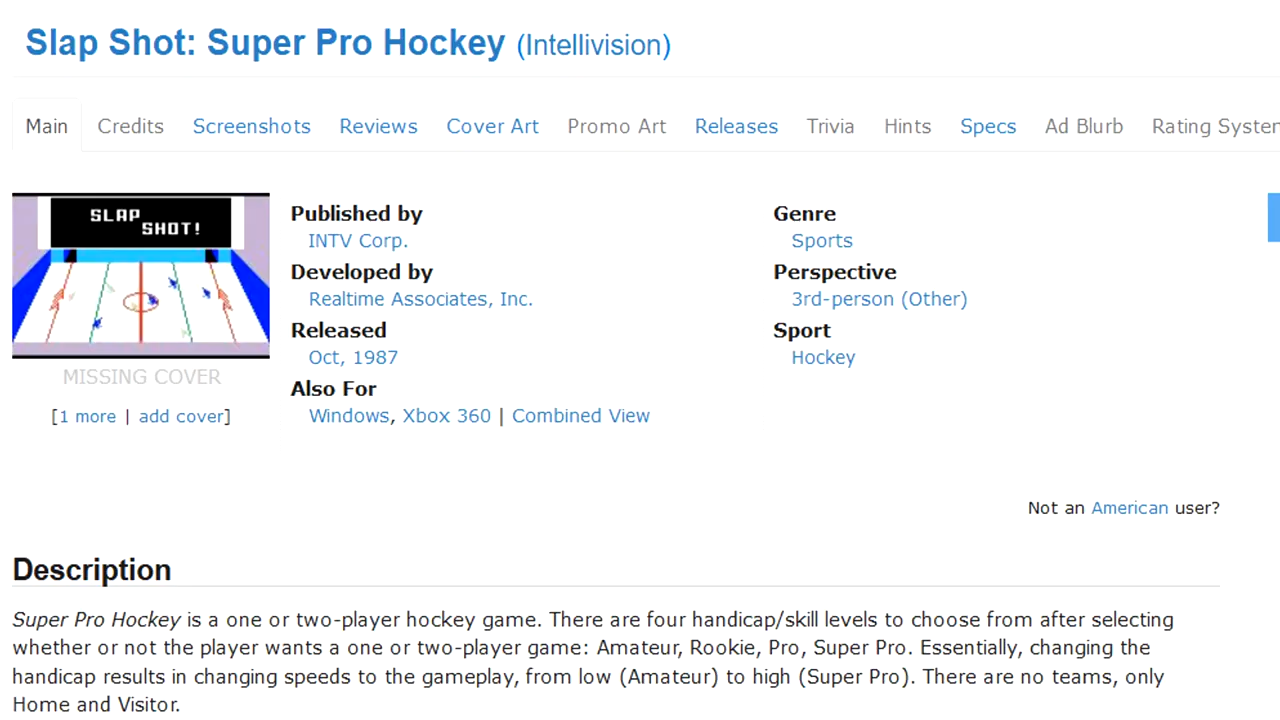 Slap Shot: Super Pro Hockey (Intellivision)
Main Credits Screenshots Reviews Cover Art Promo Art Releases Trivia Hints Specs Ad Blurb Rating System
SLAP
SHOT!
MISSING COVER
[1 more | add cover]
Published by
INTV Corp.
Developed by
Realtime Associates, Inc.
Released
Oct, 1987
Also For
Windows, Xbox 360 | Combined View
Genre
Sports
Perspective
3rd-person (Other)
Sport
Hockey
Not an American user?
Description
Super Pro Hockey is a one or two-player hockey game. There are four handicap/skill levels to choose from after selecting
whether or not the player wants a one or two-player game: Amateur, Rookie, Pro, Super Pro. Essentially, changing the
handicap results in changing speeds to the gameplay, from low (Amateur) to high (Super Pro). There are no teams, only
Home and Visitor.